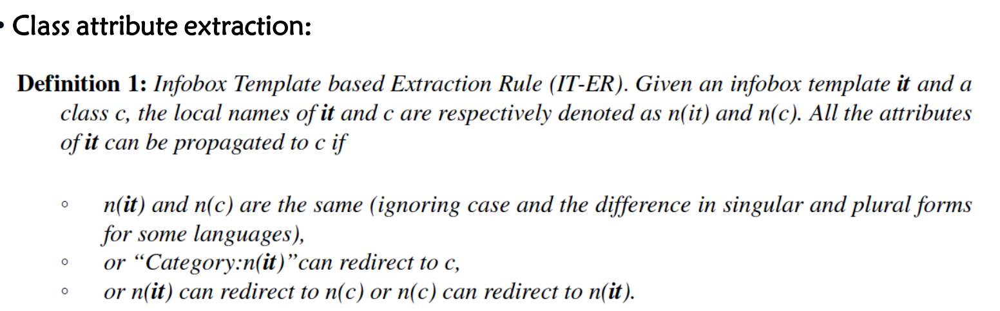 • Class attribute extraction:
Definition 1: Infobox Template based Extraction Rule (IT-ER). Given an infobox template it and a
class c, the local names of it and c are respectively denoted as n(it) and n(c). All the attributes
of it can be propagated to c if
◦ n(it) and n(c) are the same (ignoring case and the difference in singular and plural forms
for some languages),
◦ or “Category:n(it)”can redirect to c,
◦ or n(it) can redirect to n(c) or n(c) can redirect to n(it).